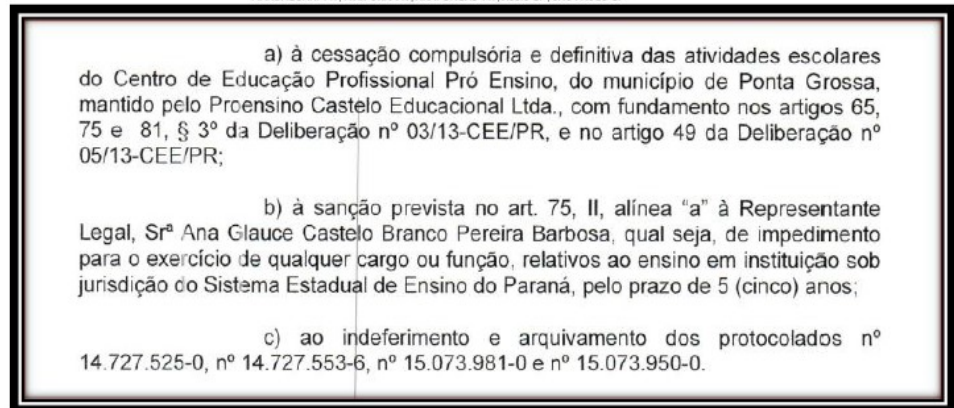 a) à cessação compulsória e definitiva das atividades escolares
do Centro de Educação Profissional Pró Ensino, do município de Ponta Grossa,
mantido pelo Proensino Castelo Educacional Ltda., com fundamento nos artigos 65,
75 e 81, § 3º da Deliberação nº 03/13-CEE/PR, e no artigo 49 da Deliberação nº
05/13-CEE/PR;
b) à sanção prevista no art. 75, II, alínea “a” à Representante
Legal, Srª Ana Glauce Castelo Branco Pereira Barbosa, qual seja, de impedimento
para o exercício de qualquer cargo ou função, relativos ao ensino em instituição sob
jurisdição do Sistema Estadual de Ensino do Paraná, pelo prazo de 5 (cinco) anos;
c) ao indeferimento e arquivamento dos protocolados nº
14.727.525-0, nº 14.727.553-6, nº 15.073.981-0 e nº 15.073.950-0.